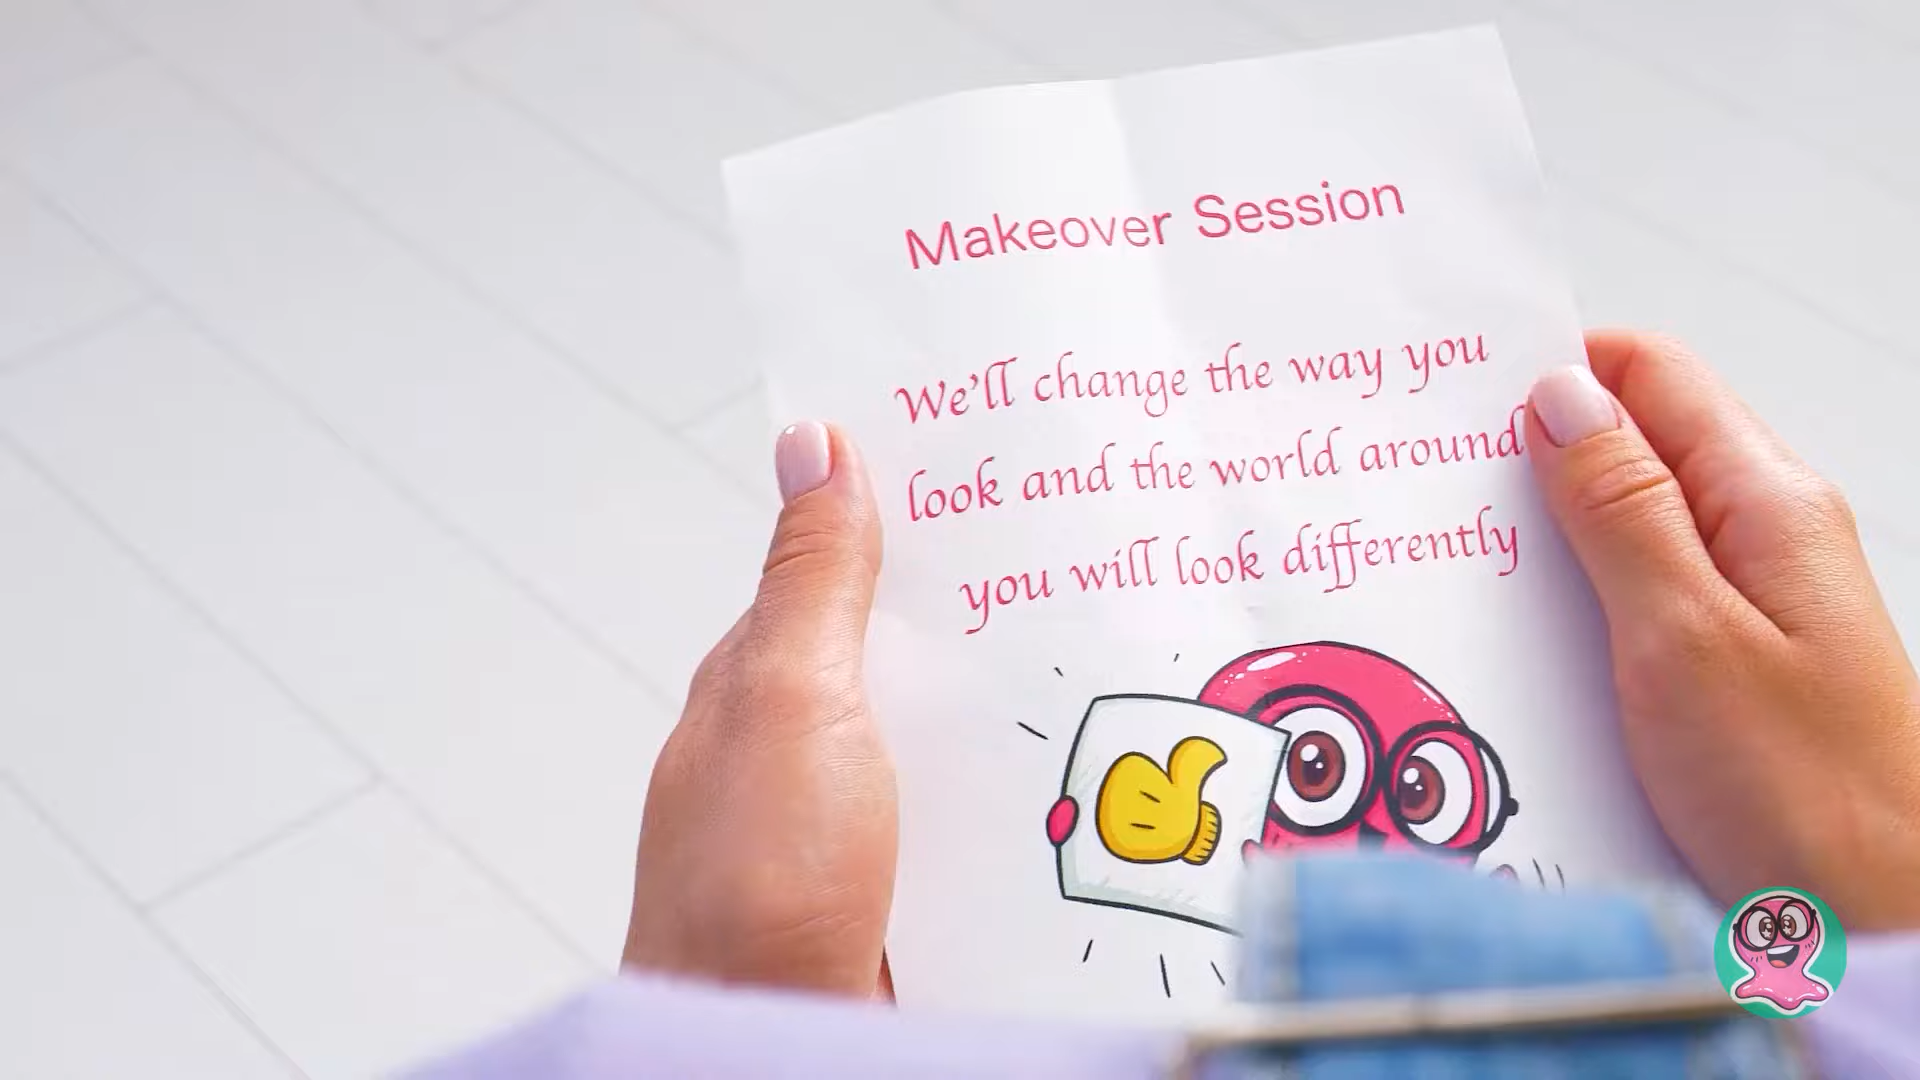 Makeover Session
We'll change the way you
look and the world around
you will look differently